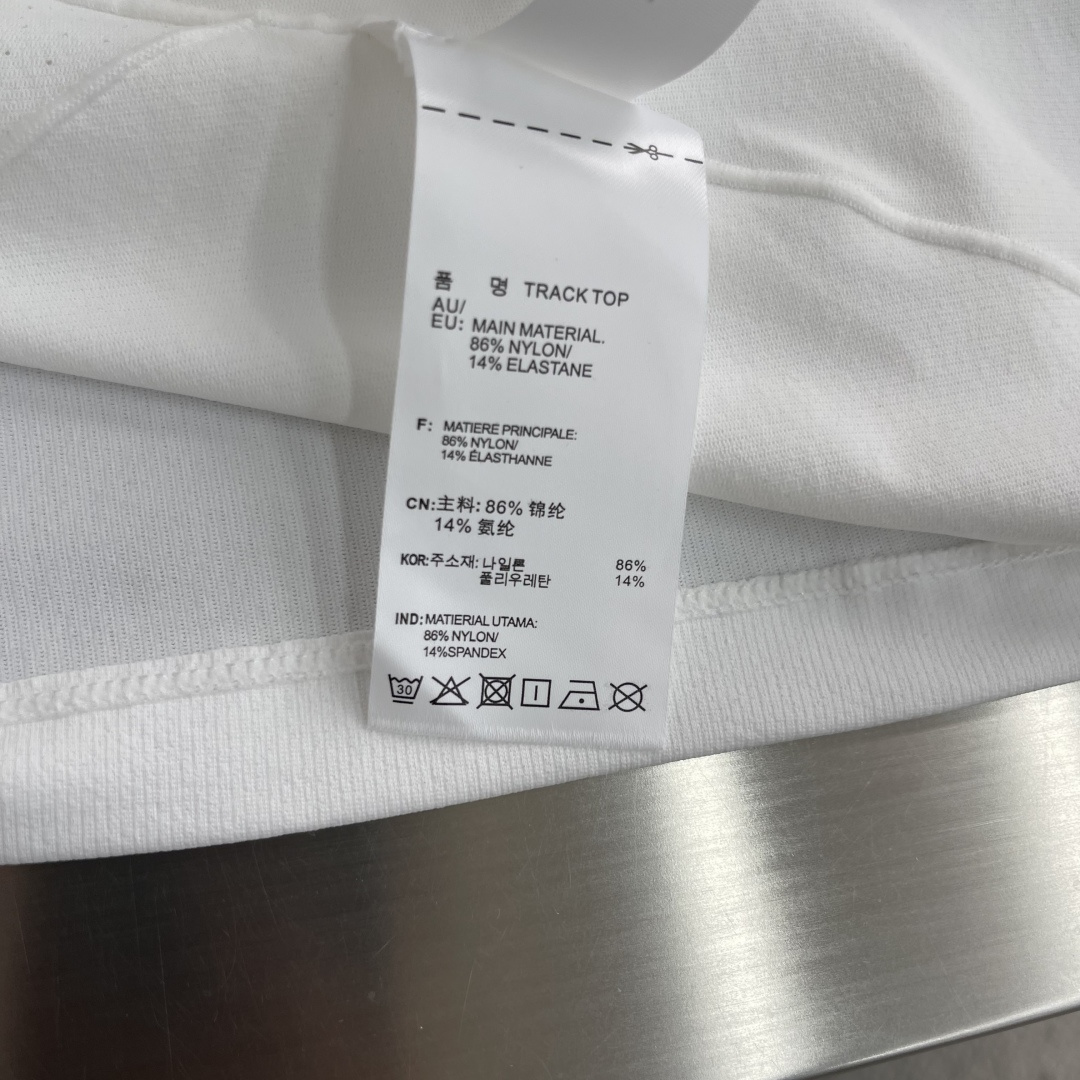 품 명 TRACK TOP
AU/
EU: MAIN MATERIAL.
86% NYLON/
14% ELASTANE
F: MATIERE PRINCIPALE:
86% NYLON/
14% ÉLASTHANNE
CN:主料: 86% 锦纶
14% 氨纶
KOR:주소재: 나일론 86%
폴리우레탄 14%
IND:MATIERIAL UTAMA:
86% NYLON/
14%SPANDEX
30